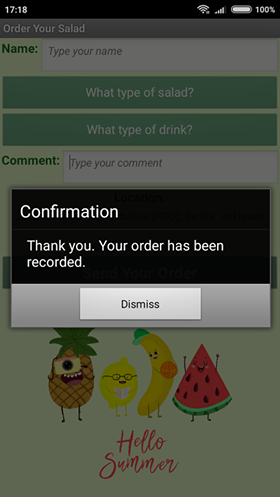 17:18
100%
Order Your Salad
Name:
Type your name
What type of salad?
What type of drink?
Comment:
Type your comment
Location
Confirmation
Thank you. Your order has been
recorded.
Send Your Order
Dismiss
Hello
Summer